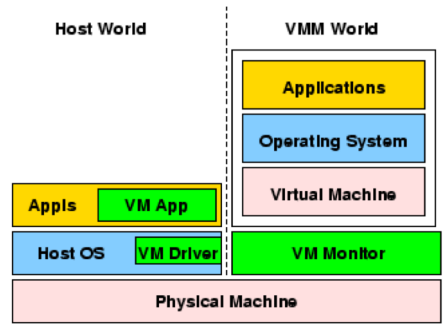 Host World
VMM World
Applications
Operating System
Virtual Machine
Appls
VM App
Host OS
VM Driver
VM Monitor
Physical Machine